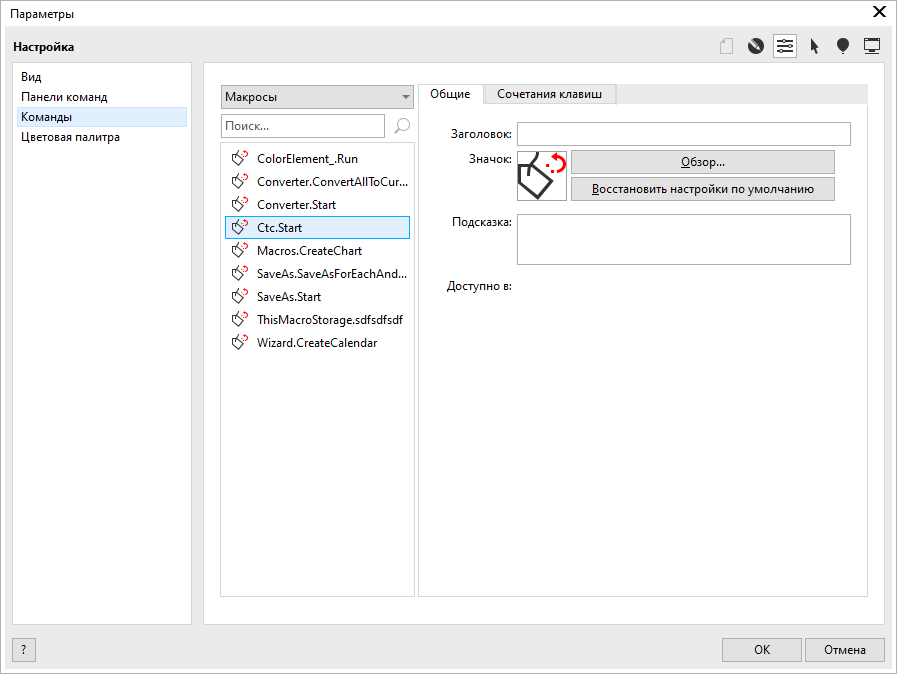 Параметры
Настройка
Вид
Панели команд
Команды
Цветовая палитра
Макросы
Поиск...
ColorElement_.Run
Converter.ConvertAllToCur...
Converter.Start
Ctc.Start
Macros.CreateChart
SaveAs.SaveAsForEachAnd...
SaveAs.Start
ThisMacroStorage.sdfsdfsdf
Wizard.CreateCalendar
Общие
Сочетания клавиш
Заголовок:
Значок:
Обзор...
Восстановить настройки по умолчанию
Подсказка:
Доступно в:
?
OK
Отмена